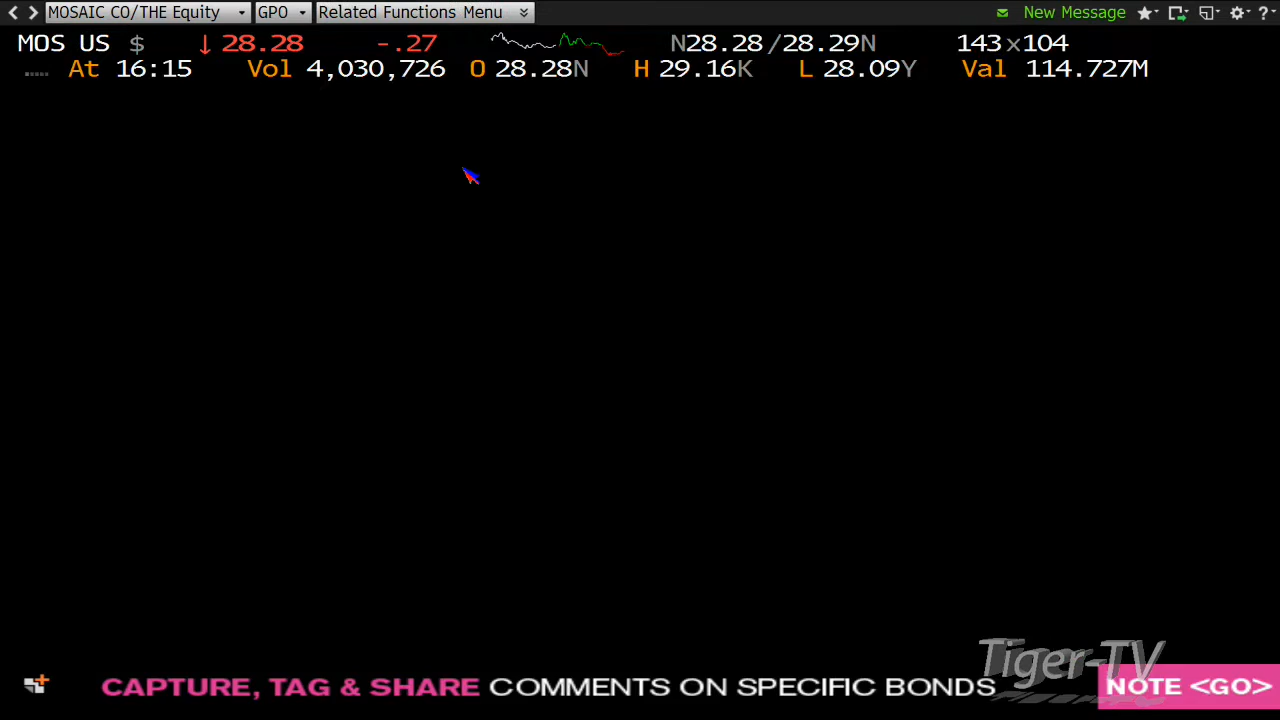 MOSAIC CO/THE Equity GPO Related Functions Menu New Message ?
MOS US $ ↓28.28 -.27 N28.28/28.29N 143x104
At 16:15 Vol 4,030,726 O 28.28N H 29.16K L 28.09Y Val 114.727M
Tiger-TV
CAPTURE, TAG & SHARE COMMENTS ON SPECIFIC BONDS NOTE <GO>